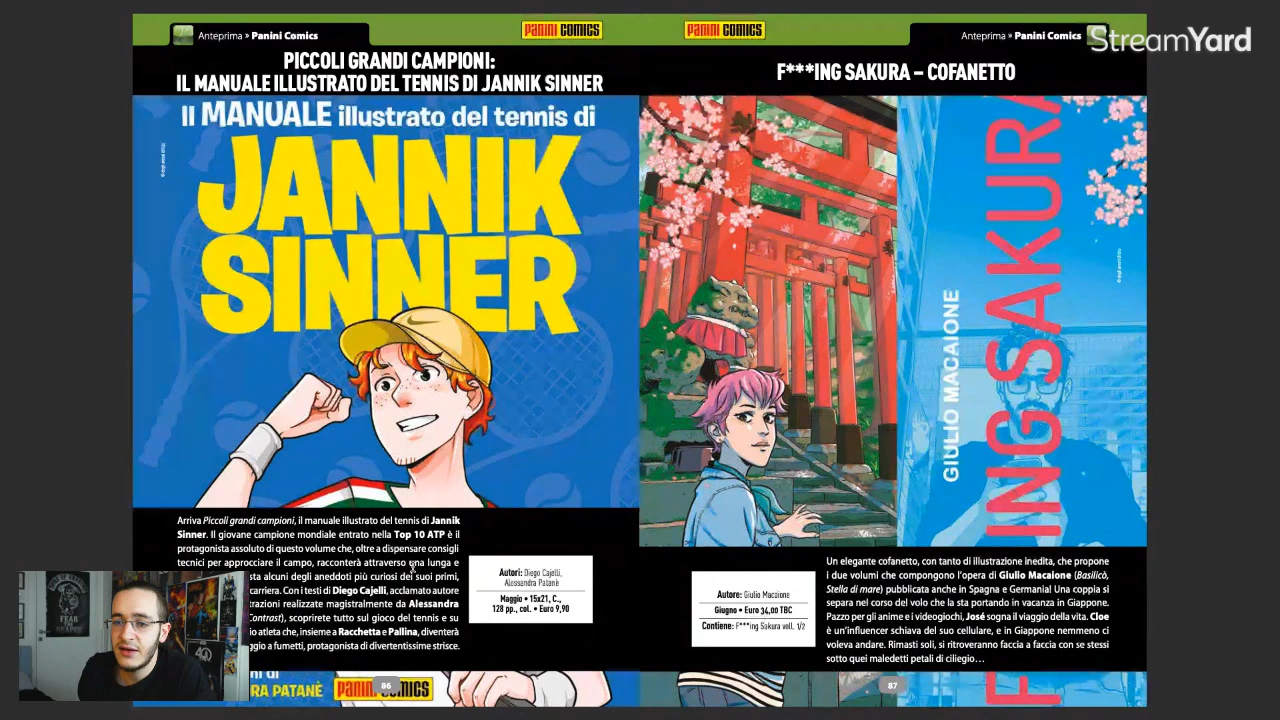 Anteprima » Panini Comics
PANINI COMICS
PICCOLI GRANDI CAMPIONI:
IL MANUALE ILLUSTRATO DEL TENNIS DI JANNIK SINNER
Il MANUALE illustrato del tennis di
JANNIK
SINNER
Arriva Piccoli grandi campioni, il manuale illustrato del tennis di Jannik
Sinner. Il giovane campione mondiale entrato nella Top 10 ATP è il
protagonista assoluto di questo volume che, oltre a dispensare consigli
tecnici per approcciare il campo, racconterà attraverso una lunga e
sta alcuni degli aneddoti più curiosi dei suoi primi,
carriera. Con i testi di Diego Cajelli, acclamato autore
trazioni realizzate magistralmente da Alessandra
Contrast), scoprirete tutto sul gioco del tennis e su
io atleta che, insieme a Racchetta e Pallina, diventerà
ggio a fumetti, protagonista di divertentissime strisce.
Autori: Diego Cajelli,
Alessandra Patanè
Maggio • 15x21, C.,
128 pp., col. • Euro 9,90
RA PATANÈ
PANINI COMICS
86
PANINI COMICS
Anteprima » Panini Comics
StreamYard
F***ING SAKURA – COFANETTO
GIULIO MACAIONE
F ING SAKURA
Autore: Giulio Macaione
Giugno • Euro 34,00 TBC
Contiene: F***ing Sakura voll. 1/2
Un elegante cofanetto, con tanto di illustrazione inedita, che propone
i due volumi che compongono l'opera di Giulio Macaione (Basilicò,
Stella di mare) pubblicata anche in Spagna e Germania! Una coppia si
separa nel corso del volo che la sta portando in vacanza in Giappone.
Pazzo per gli anime e i videogiochi, José sogna il viaggio della vita. Cloe
è un'influencer schiava del suo cellulare, e in Giappone nemmeno ci
voleva andare. Rimasti soli, si ritroveranno faccia a faccia con se stessi
sotto quei maledetti petali di ciliegio…
87